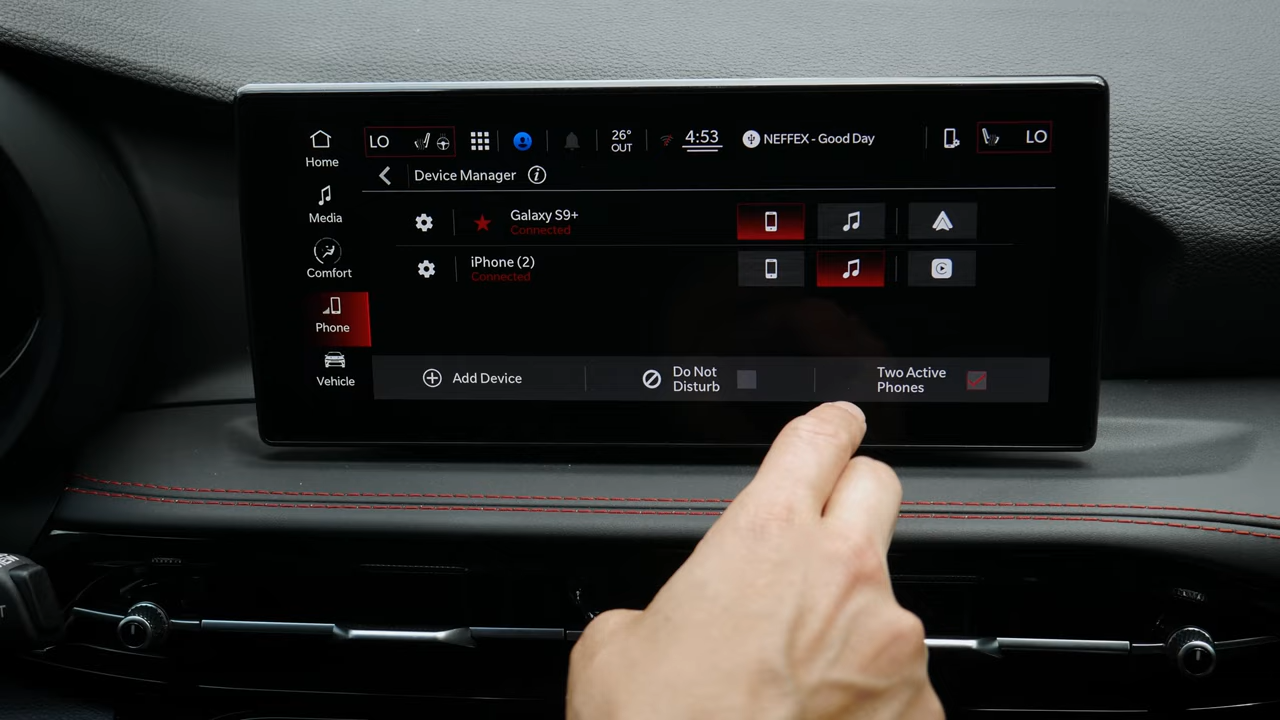 Home
LO
26°
OUT
4:53
NEFFEX - Good Day
LO
Device Manager
Media
Galaxy S9+
Connected
Comfort
iPhone (2)
Connected
Phone
Vehicle
Add Device
Do Not
Disturb
Two Active
Phones